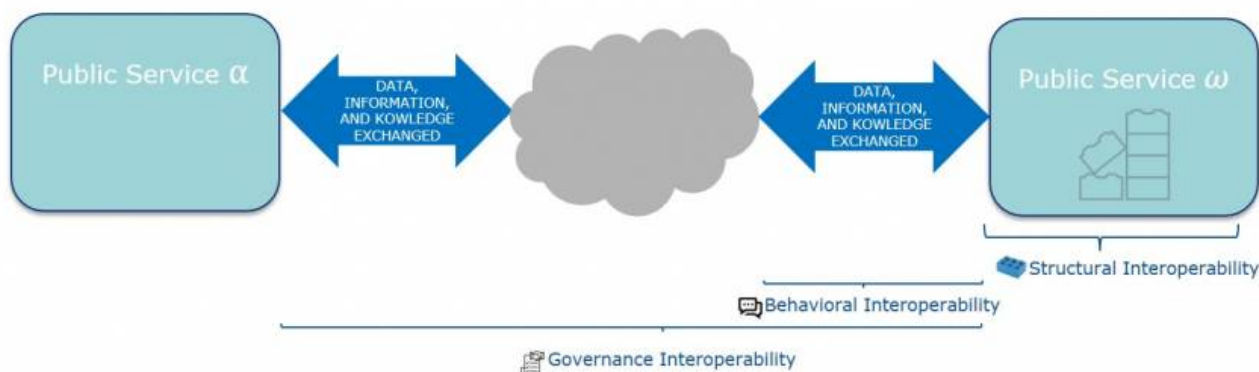 Public Service α
DATA,
INFORMATION,
AND KOWLEDGE
EXCHANGED
DATA,
INFORMATION,
AND KOWLEDGE
EXCHANGED
Public Service ω
Structural Interoperability
Behavioral Interoperability
Governance Interoperability